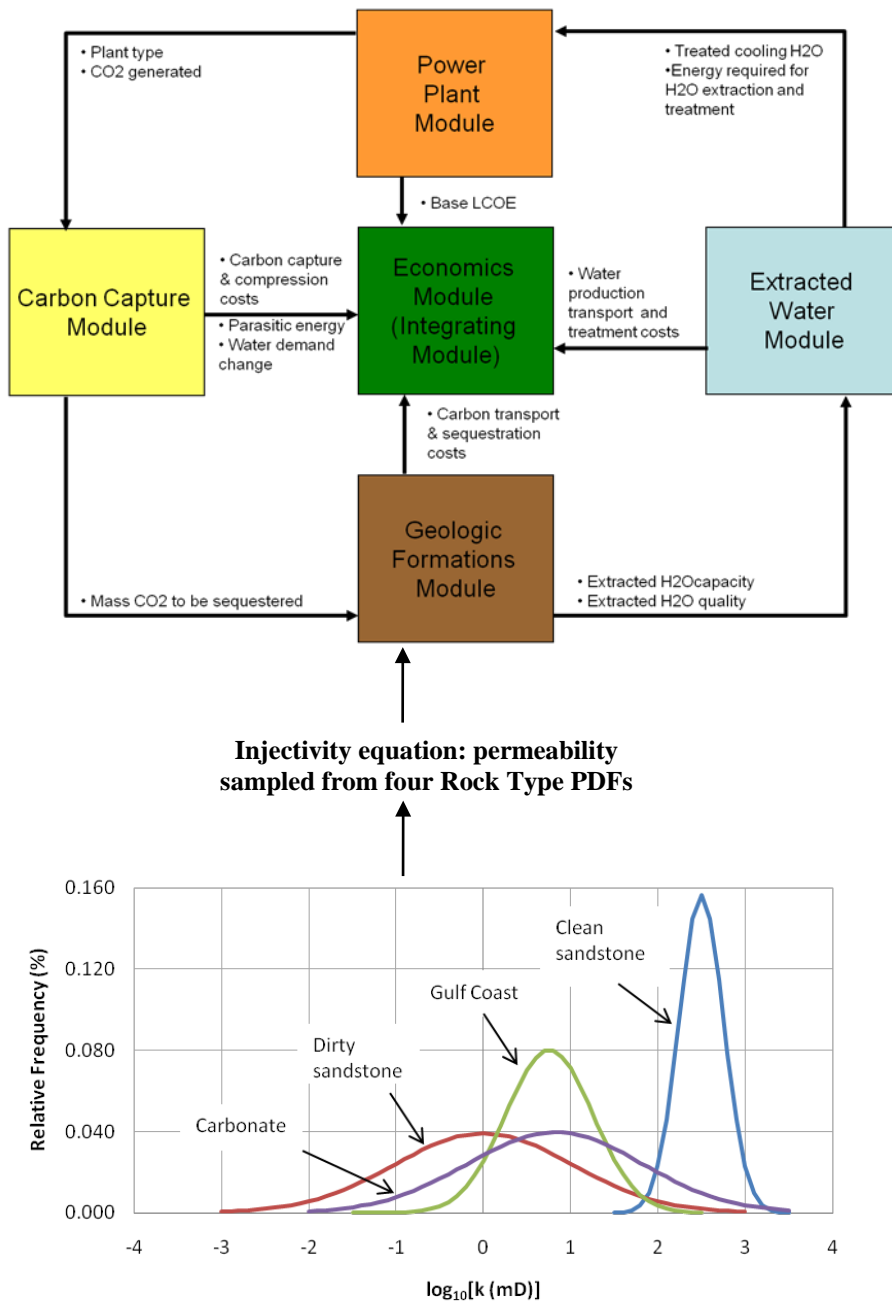 • Plant type
• CO2 generated
Power
Plant
Module
• Treated cooling H2O
•Energy required for
H2O extraction and
treatment
• Base LCOE
Carbon Capture
Module
• Carbon capture
& compression
costs
• Parasitic energy
• Water demand
change
Economics
Module
(Integrating
Module)
• Water
production
transport and
treatment costs
Extracted
Water
Module
• Carbon transport
& sequestration
costs
Geologic
Formations
Module
• Mass CO2 to be sequestered
• Extracted H2Ocapacity
• Extracted H2O quality
Injectivity equation: permeability
sampled from four Rock Type PDFs
Relative Frequency (%)
0.160
0.120
0.080
0.040
0.000
Clean
sandstone
Gulf Coast
Dirty
sandstone
Carbonate
-4 -3 -2 -1 0 1 2 3 4
log10[k (mD)]